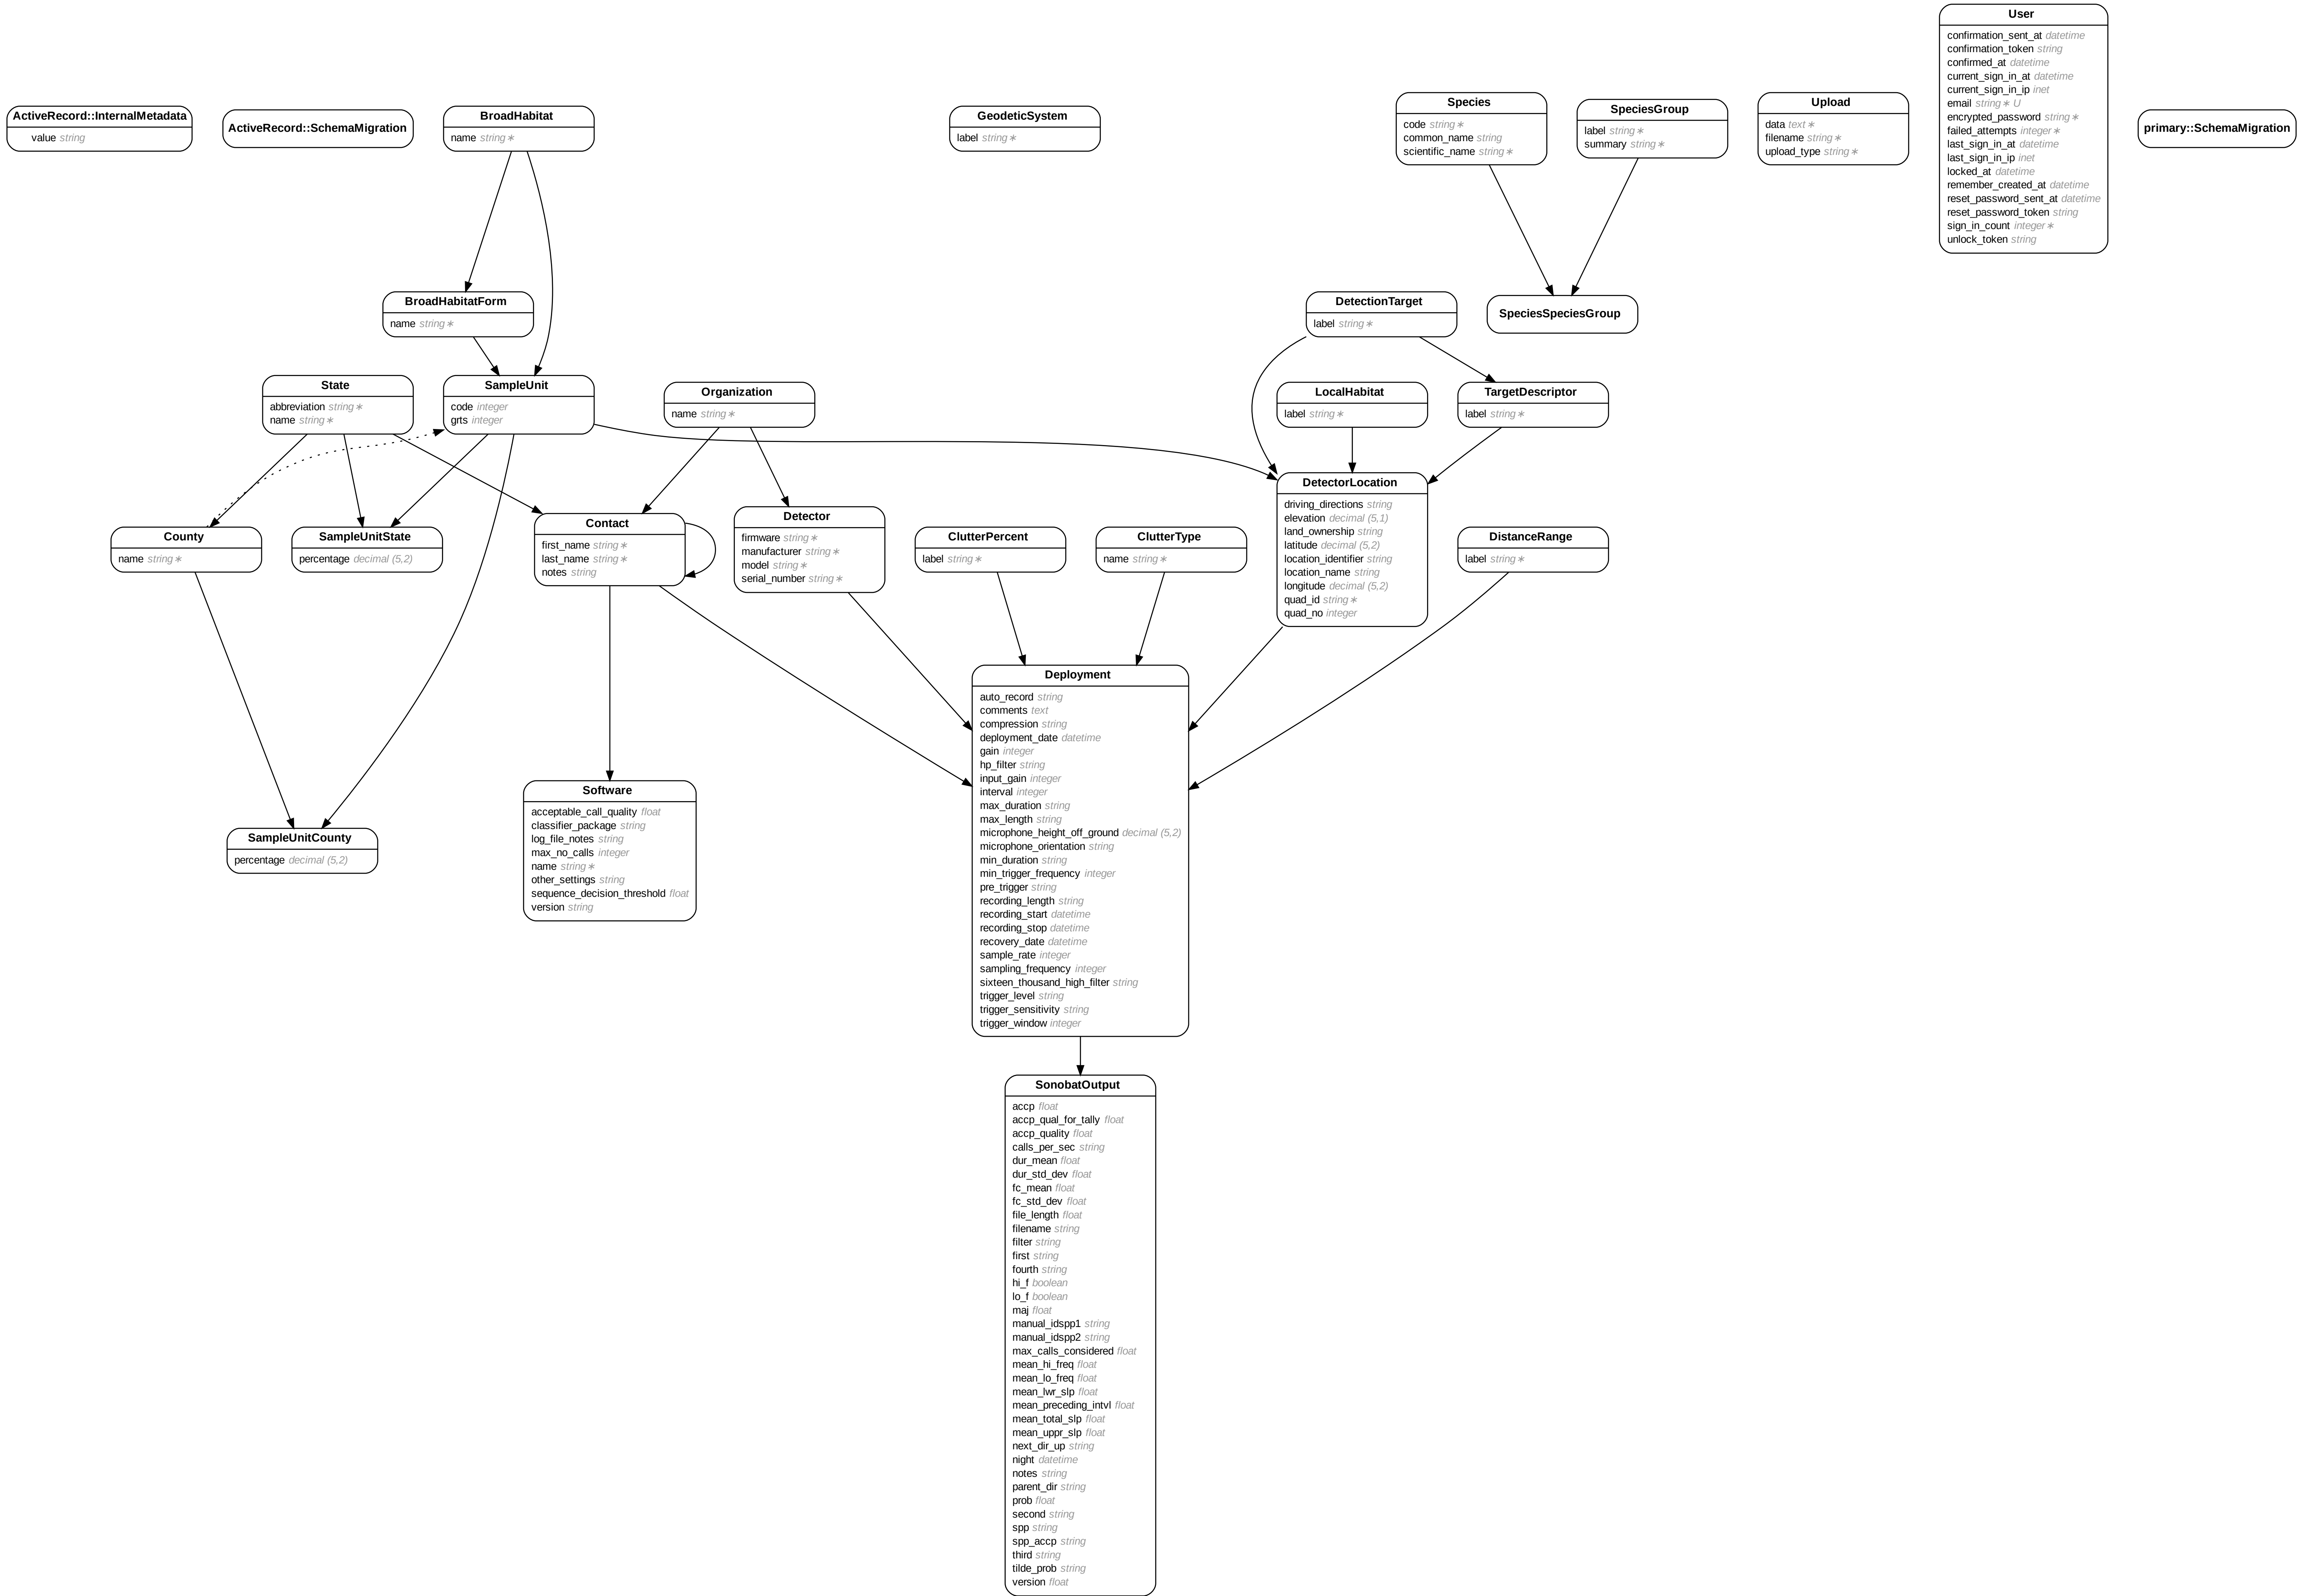 User
confirmation_sent_at datetime
confirmation_token string
confirmed_at datetime
current_sign_in_at datetime
current_sign_in_ip inet
email string∗ U
encrypted_password string∗
failed_attempts integer∗
last_sign_in_at datetime
last_sign_in_ip inet
locked_at datetime
remember_created_at datetime
reset_password_sent_at datetime
reset_password_token string
sign_in_count integer∗
unlock_token string
ActiveRecord::InternalMetadata
value string
ActiveRecord::SchemaMigration
BroadHabitat
name string∗
GeodeticSystem
label string∗
Species
code string∗
common_name string
scientific_name string∗
SpeciesGroup
label string∗
summary string∗
Upload
data text∗
filename string∗
upload_type string∗
primary::SchemaMigration
BroadHabitatForm
name string∗
DetectionTarget
label string∗
SpeciesSpeciesGroup
State
abbreviation string∗
name string∗
SampleUnit
code integer
grts integer
Organization
name string∗
LocalHabitat
label string∗
TargetDescriptor
label string∗
County
name string∗
SampleUnitState
percentage decimal (5,2)
Contact
first_name string∗
last_name string∗
notes string
Detector
firmware string∗
manufacturer string∗
model string∗
serial_number string∗
ClutterPercent
label string∗
ClutterType
name string∗
DetectorLocation
driving_directions string
elevation decimal (5,1)
land_ownership string
latitude decimal (5,2)
location_identifier string
location_name string
longitude decimal (5,2)
quad_id string∗
quad_no integer
DistanceRange
label string∗
Deployment
auto_record string
comments text
compression string
deployment_date datetime
gain integer
hp_filter string
input_gain integer
interval integer
max_duration string
max_length string
microphone_height_off_ground decimal (5,2)
microphone_orientation string
min_duration string
min_trigger_frequency integer
pre_trigger string
recording_length string
recording_start datetime
recording_stop datetime
recovery_date datetime
sample_rate integer
sampling_frequency integer
sixteen_thousand_high_filter string
trigger_level string
trigger_sensitivity string
trigger_window integer
Software
acceptable_call_quality float
classifier_package string
log_file_notes string
max_no_calls integer
name string∗
other_settings string
sequence_decision_threshold float
version string
SampleUnitCounty
percentage decimal (5,2)
SonobatOutput
accp float
accp_qual_for_tally float
accp_quality float
calls_per_sec string
dur_mean float
dur_std_dev float
fc_mean float
fc_std_dev float
file_length float
filename string
filter string
first string
fourth string
hi_f boolean
lo_f boolean
maj float
manual_idspp1 string
manual_idspp2 string
max_calls_considered float
mean_hi_freq float
mean_lo_freq float
mean_lwr_slp float
mean_preceding_intvl float
mean_total_slp float
mean_uppr_slp float
next_dir_up string
night datetime
notes string
parent_dir string
prob float
second string
spp string
spp_accp string
third string
tilde_prob string
version float